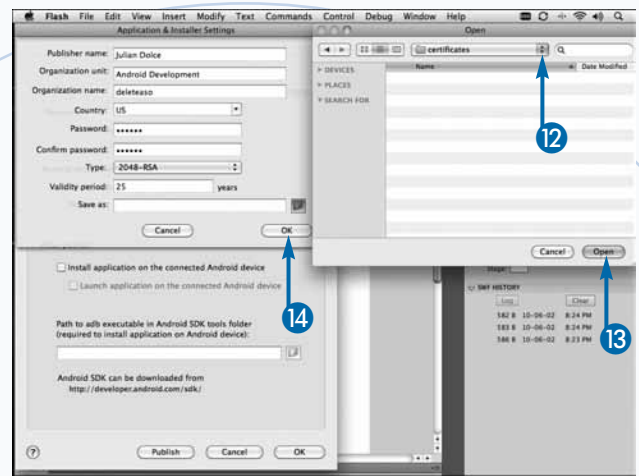 Flash File Edit View Insert Modify Text Commands Control Debug Window Help
Application & Installer Settings
Publisher name: Julian Dolce
Organization unit: Android Development
Organization name: deleteaso
Country: US
Password: ••••••
Confirm password: ••••••
Type: 2048-RSA
Validity period: 25 years
Save as:
Cancel OK
14
Install application on the connected Android device
Launch application on the connected Android device
Path to adb executable in Android SDK tools folder
(required to install application on Android device):
Android SDK can be downloaded from
http://developer.android.com/sdk/
? Publish Cancel OK
Open
certificates
DEVICES
PLACES
SEARCH FOR
Name Date Modified
12
Cancel Open
13
Stage:
SWF HISTORY
Log Clear
582 B 10-06-02 8:24 PM
583 B 10-06-02 8:24 PM
586 B 10-06-02 8:23 PM